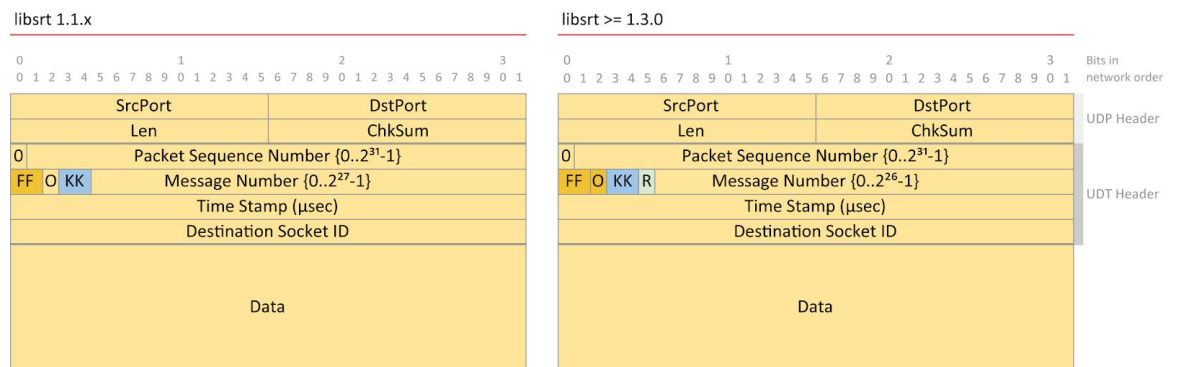 libsrt 1.1.x
0 1 2 3
0 1 2 3 4 5 6 7 8 9 0 1 2 3 4 5 6 7 8 9 0 1 2 3 4 5 6 7 8 9 0 1
SrcPort DstPort
Len ChkSum
0 Packet Sequence Number {0..2³¹-1}
FF O KK Message Number {0..2²⁷-1}
Time Stamp (µsec)
Destination Socket ID
Data
libsrt >= 1.3.0
0 1 2 3
0 1 2 3 4 5 6 7 8 9 0 1 2 3 4 5 6 7 8 9 0 1 2 3 4 5 6 7 8 9 0 1
Bits in
network order
SrcPort DstPort
Len ChkSum
UDP Header
0 Packet Sequence Number {0..2³¹-1}
FF O KK R Message Number {0..2²⁶-1}
Time Stamp (µsec)
Destination Socket ID
UDT Header
Data